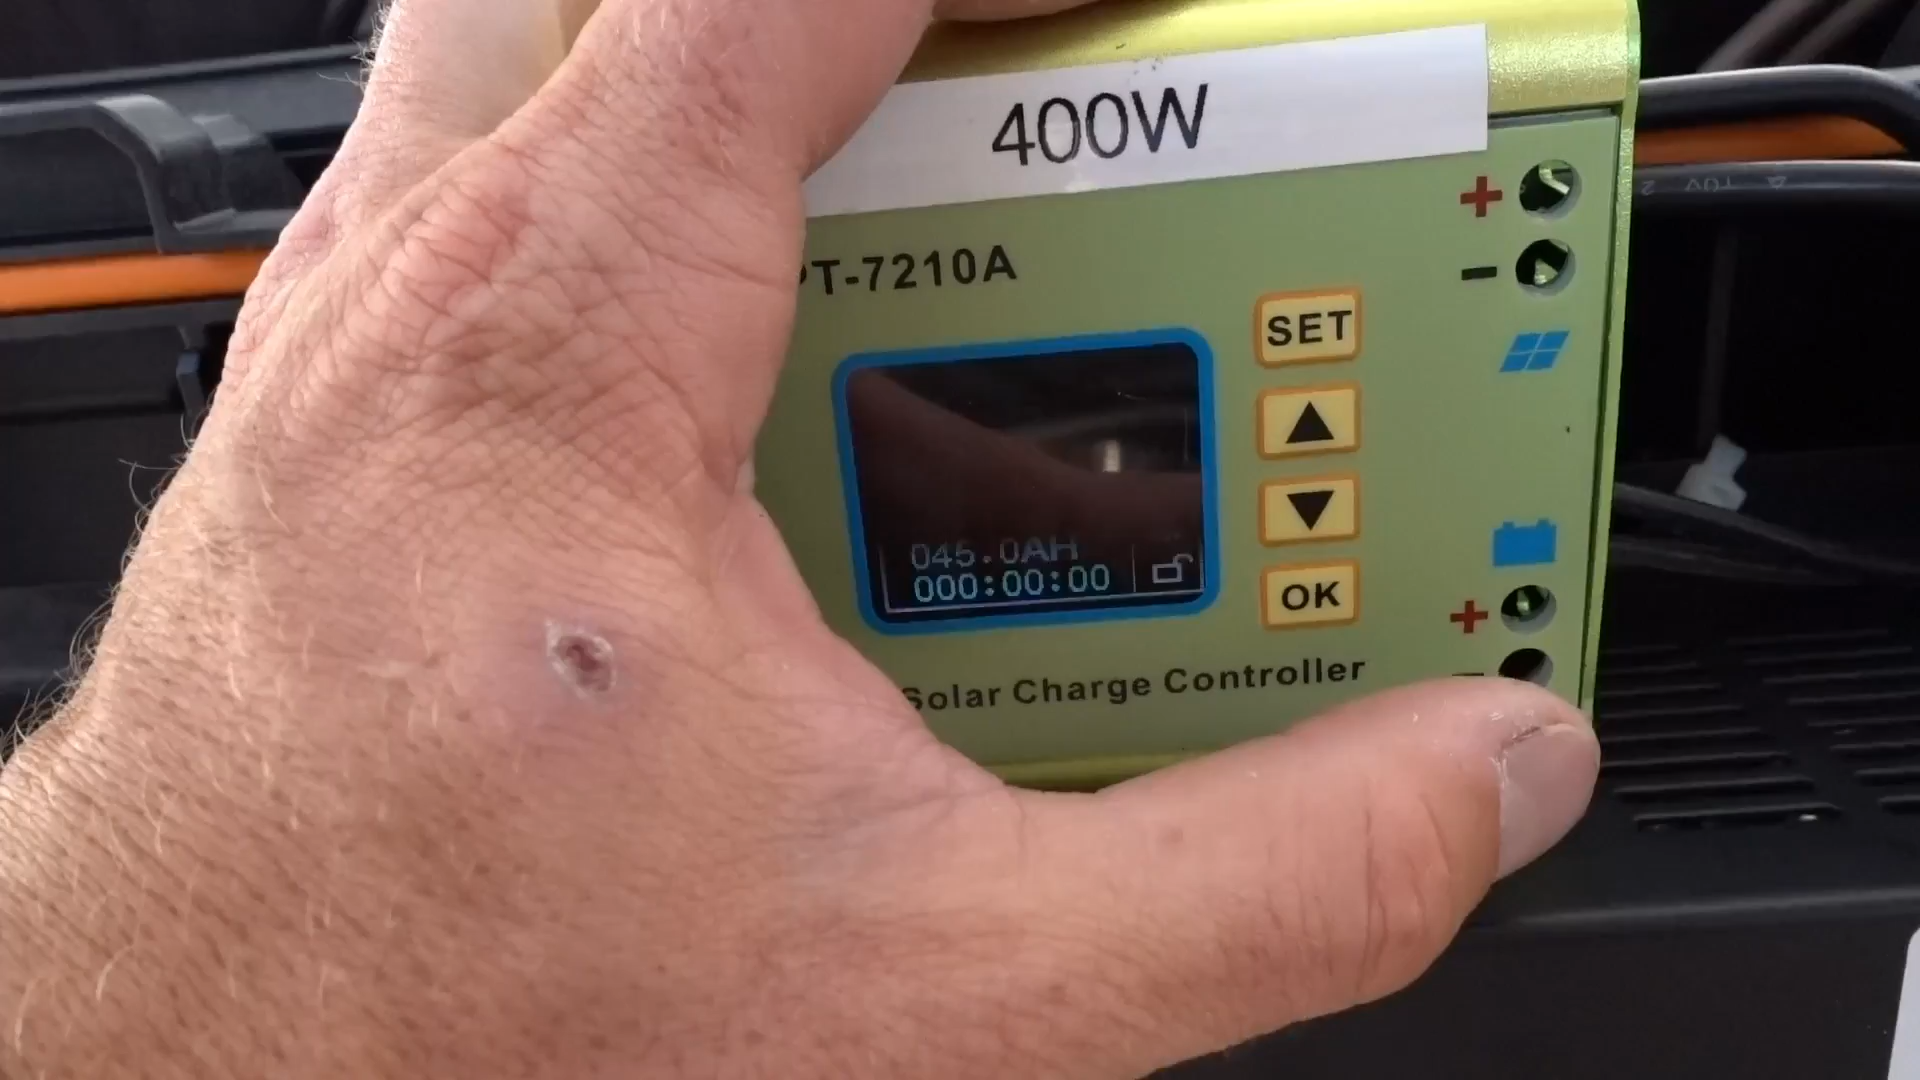 400W
+
PT-7210A
-
SET
▲
▼
045.0AH
000:00:00
OK
+
-
Solar Charge Controller